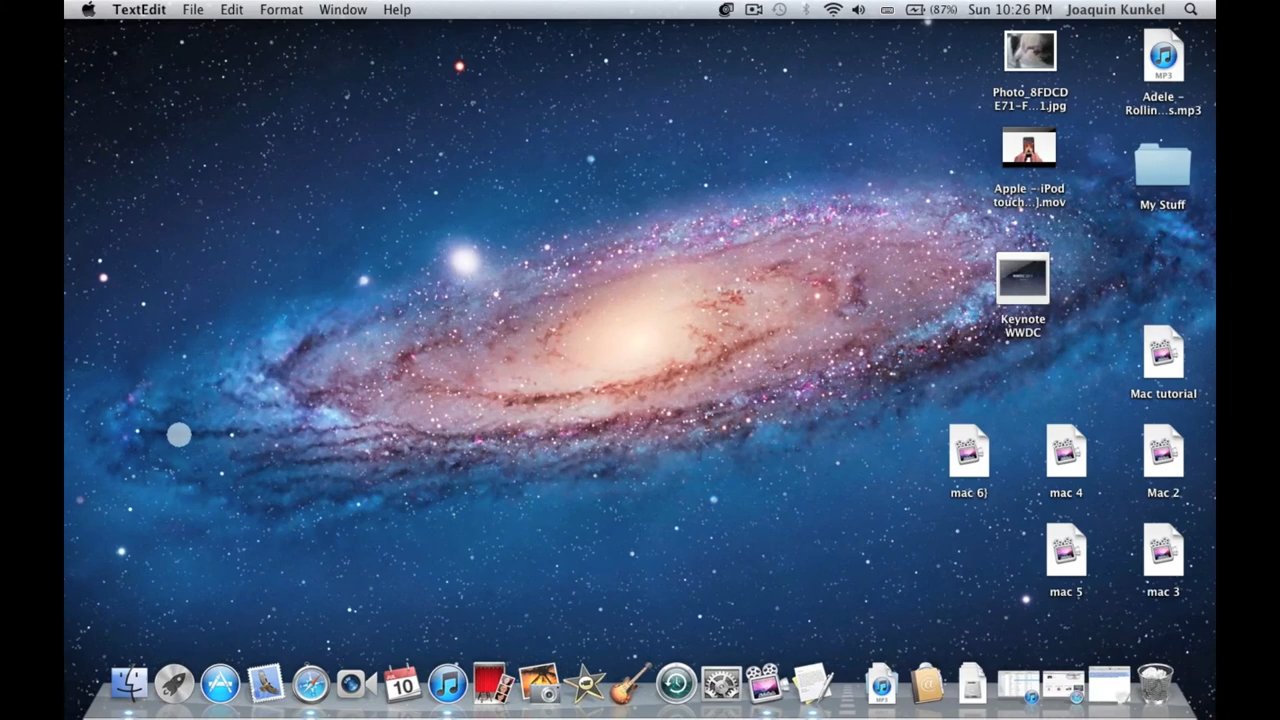 TextEdit File Edit Format Window Help (87%) Sun 10:26 PM Joaquin Kunkel
Photo_8FDCD
E71-F...1.jpg
MP3
Adele -
Rollin...s.mp3
Apple - iPod
touch...].mov
My Stuff
Keynote
WWDC
Mac tutorial
mac 6}
mac 4
Mac 2
mac 5
mac 3
10
MP3